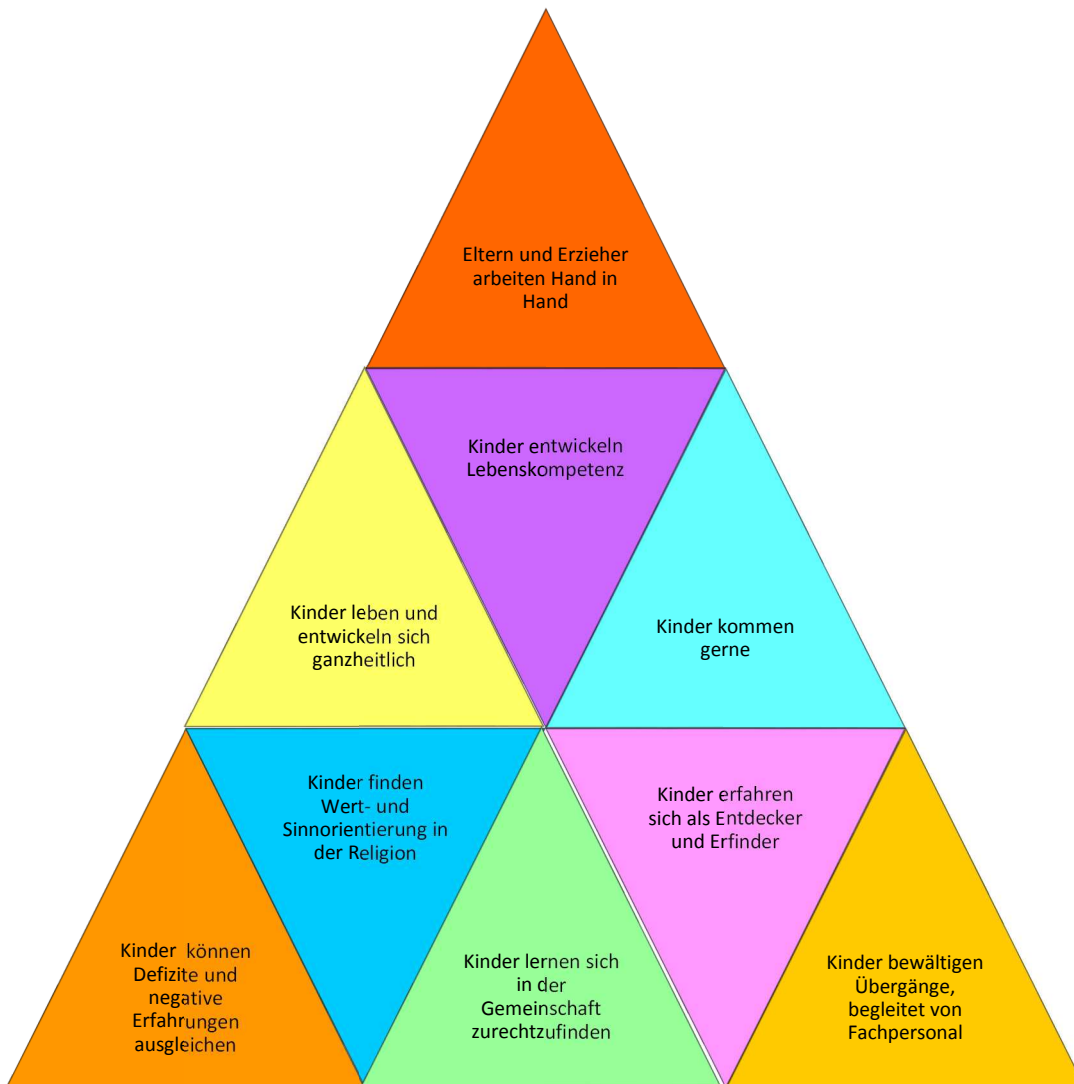 Eltern und Erzieher
arbeiten Hand in
Hand
Kinder entwickeln
Lebenskompetenz
Kinder leben und
entwickeln sich
ganzheitlich
Kinder kommen
gerne
Kinder finden
Wert- und
Sinnorientierung in
der Religion
Kinder erfahren
sich als Entdecker
und Erfinder
Kinder können
Defizite und
negative
Erfahrungen
ausgleichen
Kinder lernen sich
in der
Gemeinschaft
zurechtzufinden
Kinder bewältigen
Übergänge,
begleitet von
Fachpersonal